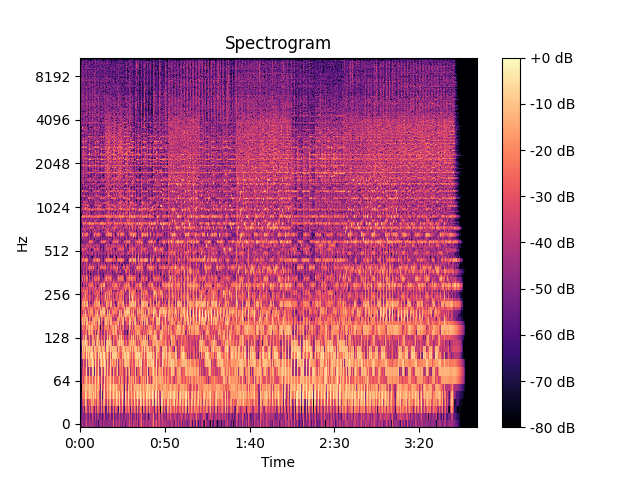 Spectrogram
8192
4096
2048
1024
512
256
128
64
0
Hz
0:00
0:50
1:40
2:30
3:20
Time
+0 dB
-10 dB
-20 dB
-30 dB
-40 dB
-50 dB
-60 dB
-70 dB
-80 dB